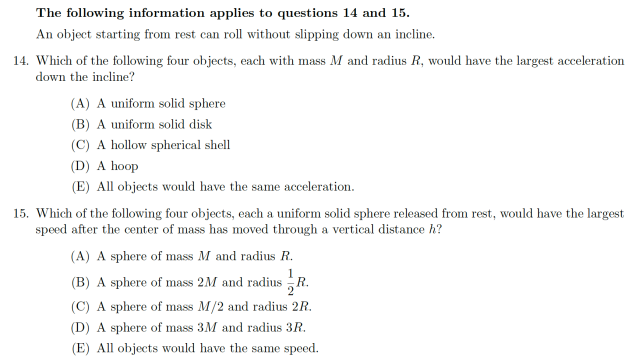 The following information applies to questions 14 and 15.
An object starting from rest can roll without slipping down an incline.
14. Which of the following four objects, each with mass M and radius R, would have the largest acceleration
down the incline?
(A) A uniform solid sphere
(B) A uniform solid disk
(C) A hollow spherical shell
(D) A hoop
(E) All objects would have the same acceleration.
15. Which of the following four objects, each a uniform solid sphere released from rest, would have the largest
speed after the center of mass has moved through a vertical distance h?
(A) A sphere of mass M and radius R.
(B) A sphere of mass 2M and radius 1/2 R.
(C) A sphere of mass M/2 and radius 2R.
(D) A sphere of mass 3M and radius 3R.
(E) All objects would have the same speed.